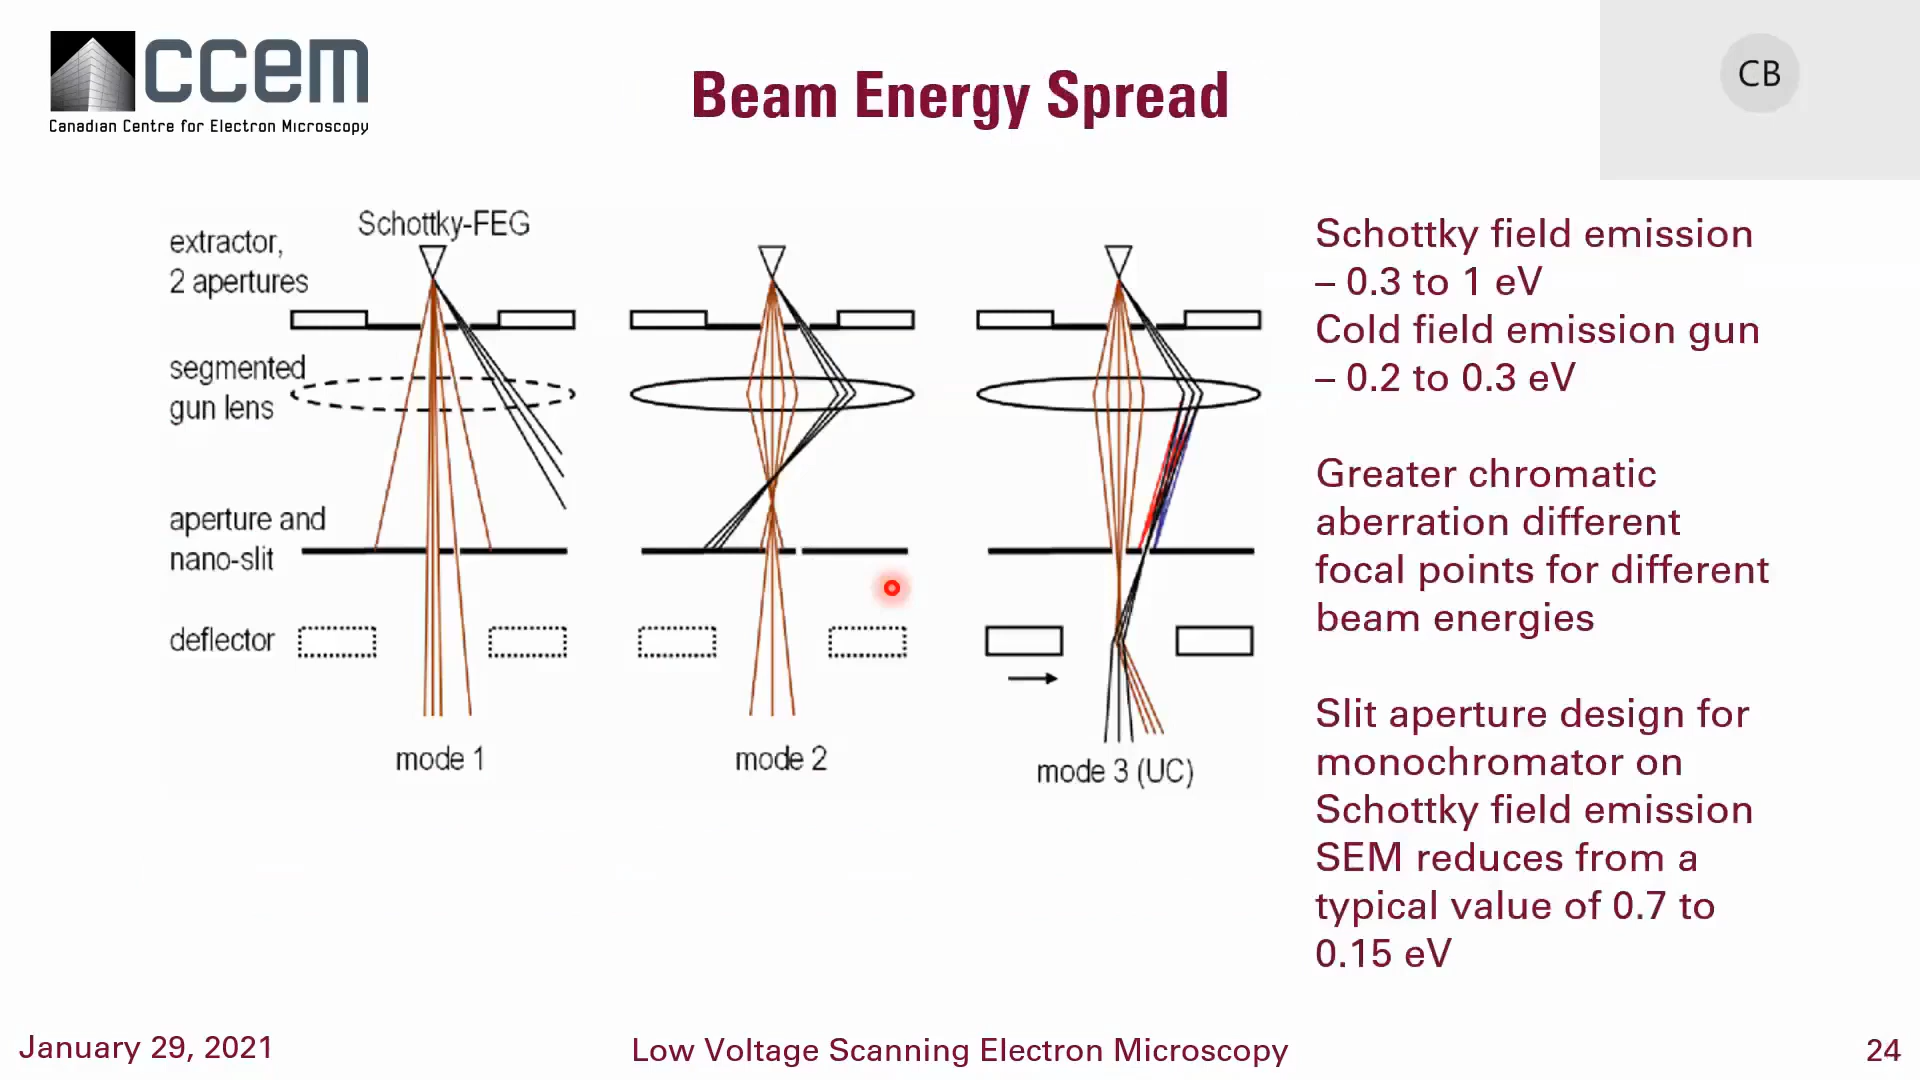 ccem
Canadian Centre for Electron Microscopy
Beam Energy Spread
CB
Schottky-FEG
extractor,
2 apertures
segmented
gun lens
aperture and
nano-slit
deflector
mode 1
mode 2
mode 3 (UC)
Schottky field emission
– 0.3 to 1 eV
Cold field emission gun
– 0.2 to 0.3 eV
Greater chromatic
aberration different
focal points for different
beam energies
Slit aperture design for
monochromator on
Schottky field emission
SEM reduces from a
typical value of 0.7 to
0.15 eV
January 29, 2021
Low Voltage Scanning Electron Microscopy
24